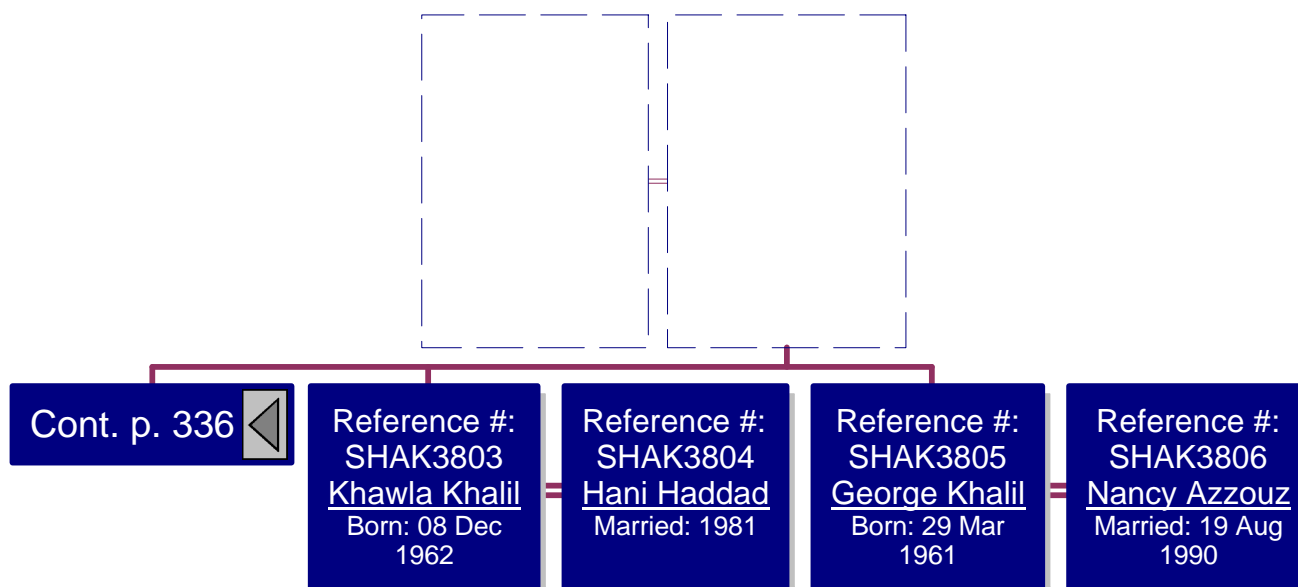 Cont. p. 336
Reference #:
SHAK3803
Khawla Khalil
Born: 08 Dec
1962
Reference #:
SHAK3804
Hani Haddad
Married: 1981
Reference #:
SHAK3805
George Khalil
Born: 29 Mar
1961
Reference #:
SHAK3806
Nancy Azzouz
Married: 19 Aug
1990